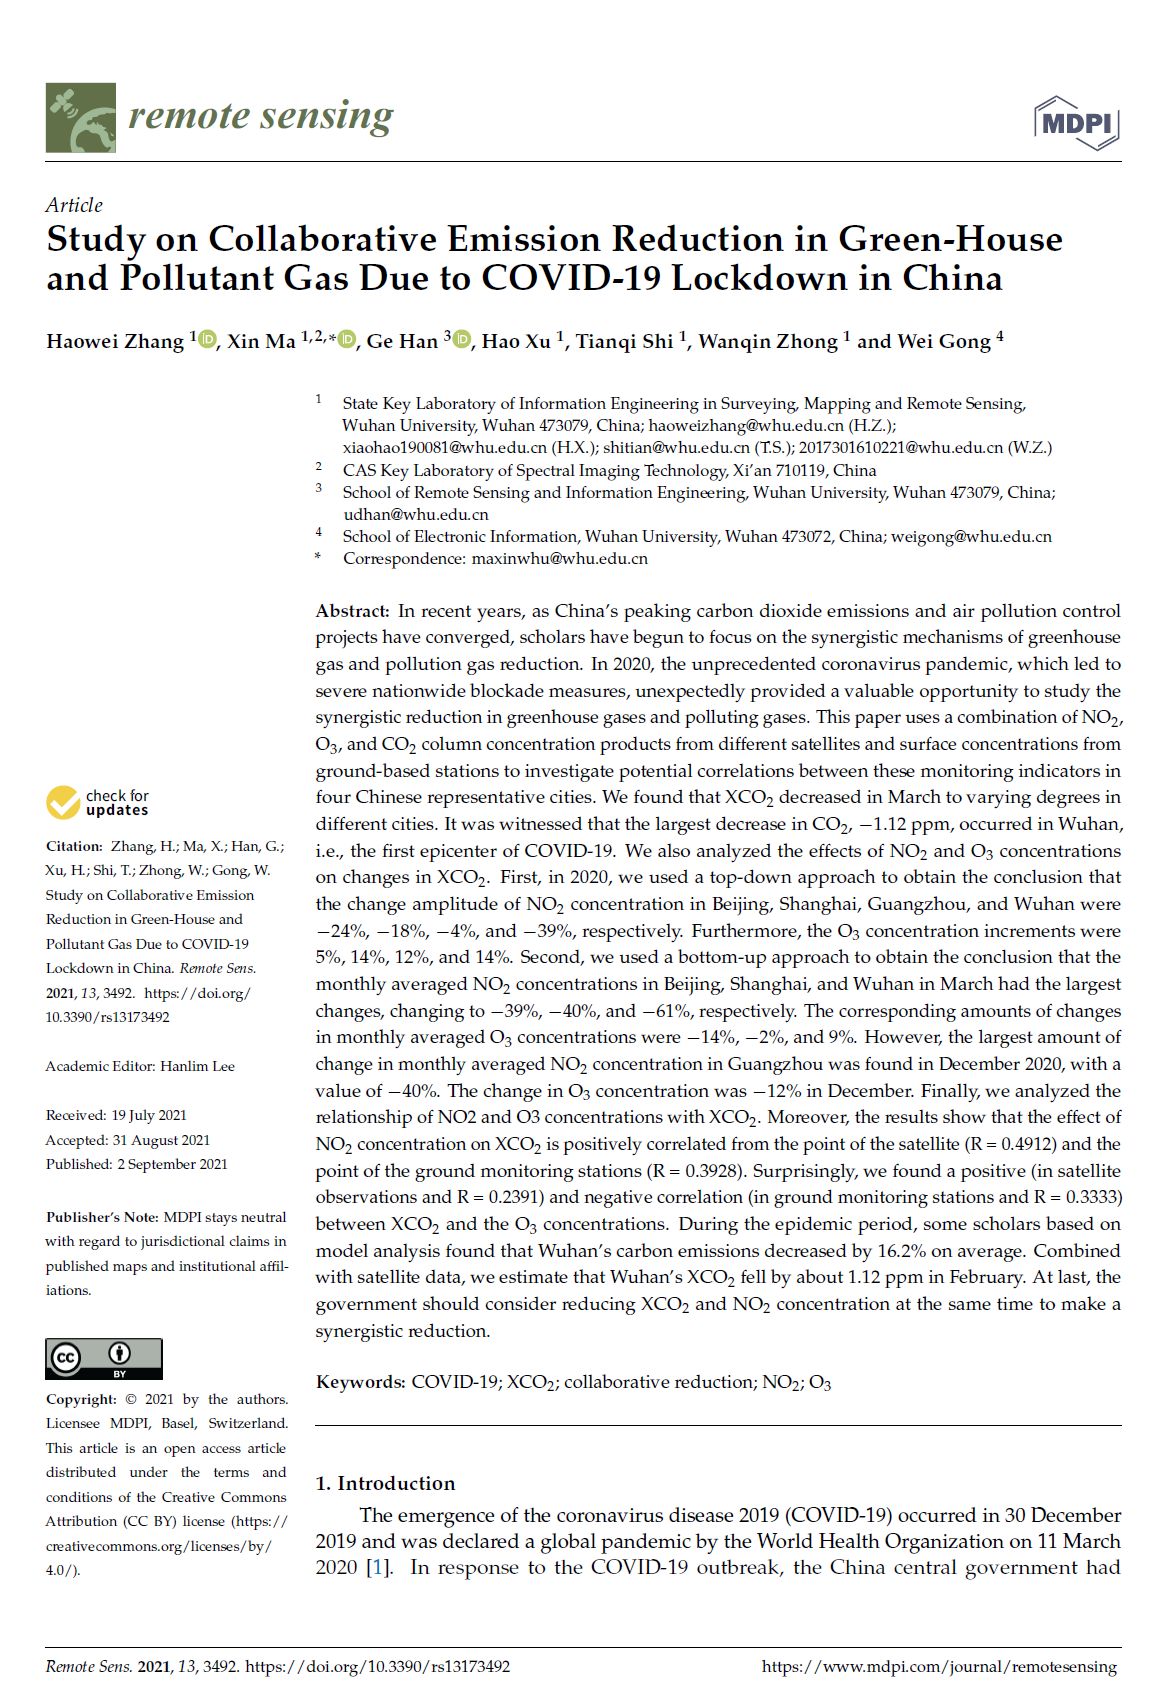 remote sensing
MDPI
Article
Study on Collaborative Emission Reduction in Green-House
and Pollutant Gas Due to COVID-19 Lockdown in China
Haowei Zhang 1 iD, Xin Ma 1,2,* iD, Ge Han 3 iD, Hao Xu 1, Tianqi Shi 1, Wanqin Zhong 1 and Wei Gong 4
1 State Key Laboratory of Information Engineering in Surveying, Mapping and Remote Sensing,
Wuhan University, Wuhan 473079, China; haoweizhang@whu.edu.cn (H.Z.);
xiaohao190081@whu.edu.cn (H.X.); shitian@whu.edu.cn (T.S.); 2017301610221@whu.edu.cn (W.Z.)
2 CAS Key Laboratory of Spectral Imaging Technology, Xi'an 710119, China
3 School of Remote Sensing and Information Engineering, Wuhan University, Wuhan 473079, China;
udhan@whu.edu.cn
4 School of Electronic Information, Wuhan University, Wuhan 473072, China; weigong@whu.edu.cn
* Correspondence: maxinwhu@whu.edu.cn
Abstract: In recent years, as China's peaking carbon dioxide emissions and air pollution control
projects have converged, scholars have begun to focus on the synergistic mechanisms of greenhouse
gas and pollution gas reduction. In 2020, the unprecedented coronavirus pandemic, which led to
severe nationwide blockade measures, unexpectedly provided a valuable opportunity to study the
synergistic reduction in greenhouse gases and polluting gases. This paper uses a combination of NO2,
O3, and CO2 column concentration products from different satellites and surface concentrations from
ground-based stations to investigate potential correlations between these monitoring indicators in
four Chinese representative cities. We found that XCO2 decreased in March to varying degrees in
different cities. It was witnessed that the largest decrease in CO2, −1.12 ppm, occurred in Wuhan,
i.e., the first epicenter of COVID-19. We also analyzed the effects of NO2 and O3 concentrations
on changes in XCO2. First, in 2020, we used a top-down approach to obtain the conclusion that
the change amplitude of NO2 concentration in Beijing, Shanghai, Guangzhou, and Wuhan were
−24%, −18%, −4%, and −39%, respectively. Furthermore, the O3 concentration increments were
5%, 14%, 12%, and 14%. Second, we used a bottom-up approach to obtain the conclusion that the
monthly averaged NO2 concentrations in Beijing, Shanghai, and Wuhan in March had the largest
changes, changing to −39%, −40%, and −61%, respectively. The corresponding amounts of changes
in monthly averaged O3 concentrations were −14%, −2%, and 9%. However, the largest amount of
change in monthly averaged NO2 concentration in Guangzhou was found in December 2020, with a
value of −40%. The change in O3 concentration was −12% in December. Finally, we analyzed the
relationship of NO2 and O3 concentrations with XCO2. Moreover, the results show that the effect of
NO2 concentration on XCO2 is positively correlated from the point of the satellite (R = 0.4912) and the
point of the ground monitoring stations (R = 0.3928). Surprisingly, we found a positive (in satellite
observations and R = 0.2391) and negative correlation (in ground monitoring stations and R = 0.3333)
between XCO2 and the O3 concentrations. During the epidemic period, some scholars based on
model analysis found that Wuhan's carbon emissions decreased by 16.2% on average. Combined
with satellite data, we estimate that Wuhan's XCO2 fell by about 1.12 ppm in February. At last, the
government should consider reducing XCO2 and NO2 concentration at the same time to make a
synergistic reduction.
Keywords: COVID-19; XCO2; collaborative reduction; NO2; O3
check for
updates
Citation: Zhang, H.; Ma, X.; Han, G.;
Xu, H.; Shi, T.; Zhong, W.; Gong, W.
Study on Collaborative Emission
Reduction in Green-House and
Pollutant Gas Due to COVID-19
Lockdown in China. Remote Sens.
2021, 13, 3492. https://doi.org/
10.3390/rs13173492
Academic Editor: Hanlim Lee
Received: 19 July 2021
Accepted: 31 August 2021
Published: 2 September 2021
Publisher's Note: MDPI stays neutral
with regard to jurisdictional claims in
published maps and institutional affil-
iations.
cc
BY
Copyright: © 2021 by the authors.
Licensee MDPI, Basel, Switzerland.
This article is an open access article
distributed under the terms and
conditions of the Creative Commons
Attribution (CC BY) license (https://
creativecommons.org/licenses/by/
4.0/).
1. Introduction
The emergence of the coronavirus disease 2019 (COVID-19) occurred in 30 December
2019 and was declared a global pandemic by the World Health Organization on 11 March
2020 [1]. In response to the COVID-19 outbreak, the China central government had
Remote Sens. 2021, 13, 3492. https://doi.org/10.3390/rs13173492
https://www.mdpi.com/journal/remotesensing